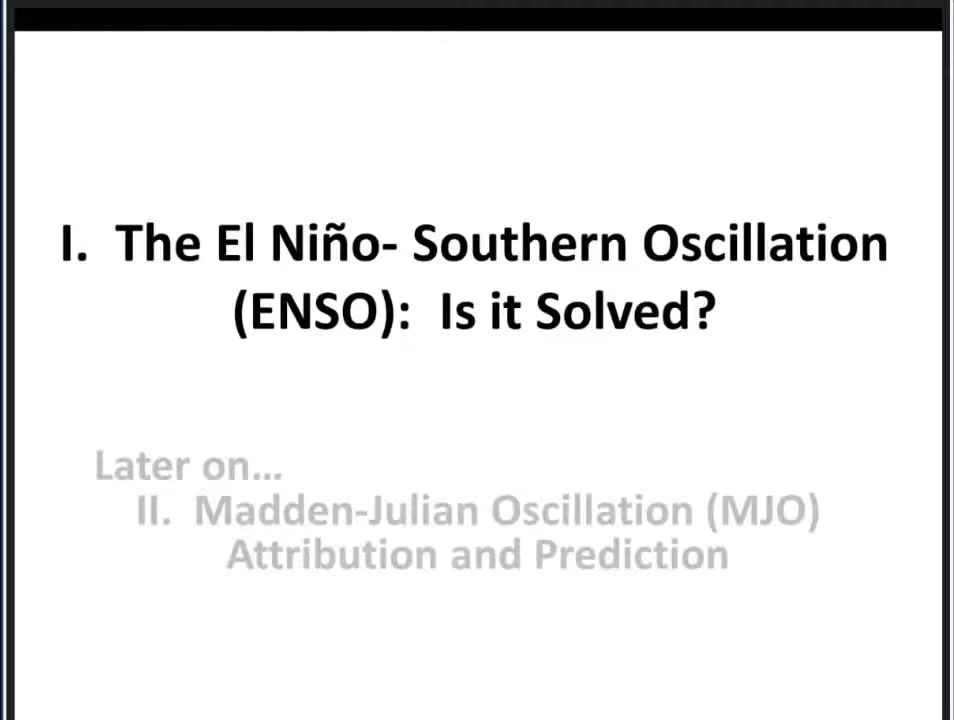 I.  The El Niño- Southern Oscillation
(ENSO):  Is it Solved?
Later on…
II.  Madden-Julian Oscillation (MJO)
Attribution and Prediction